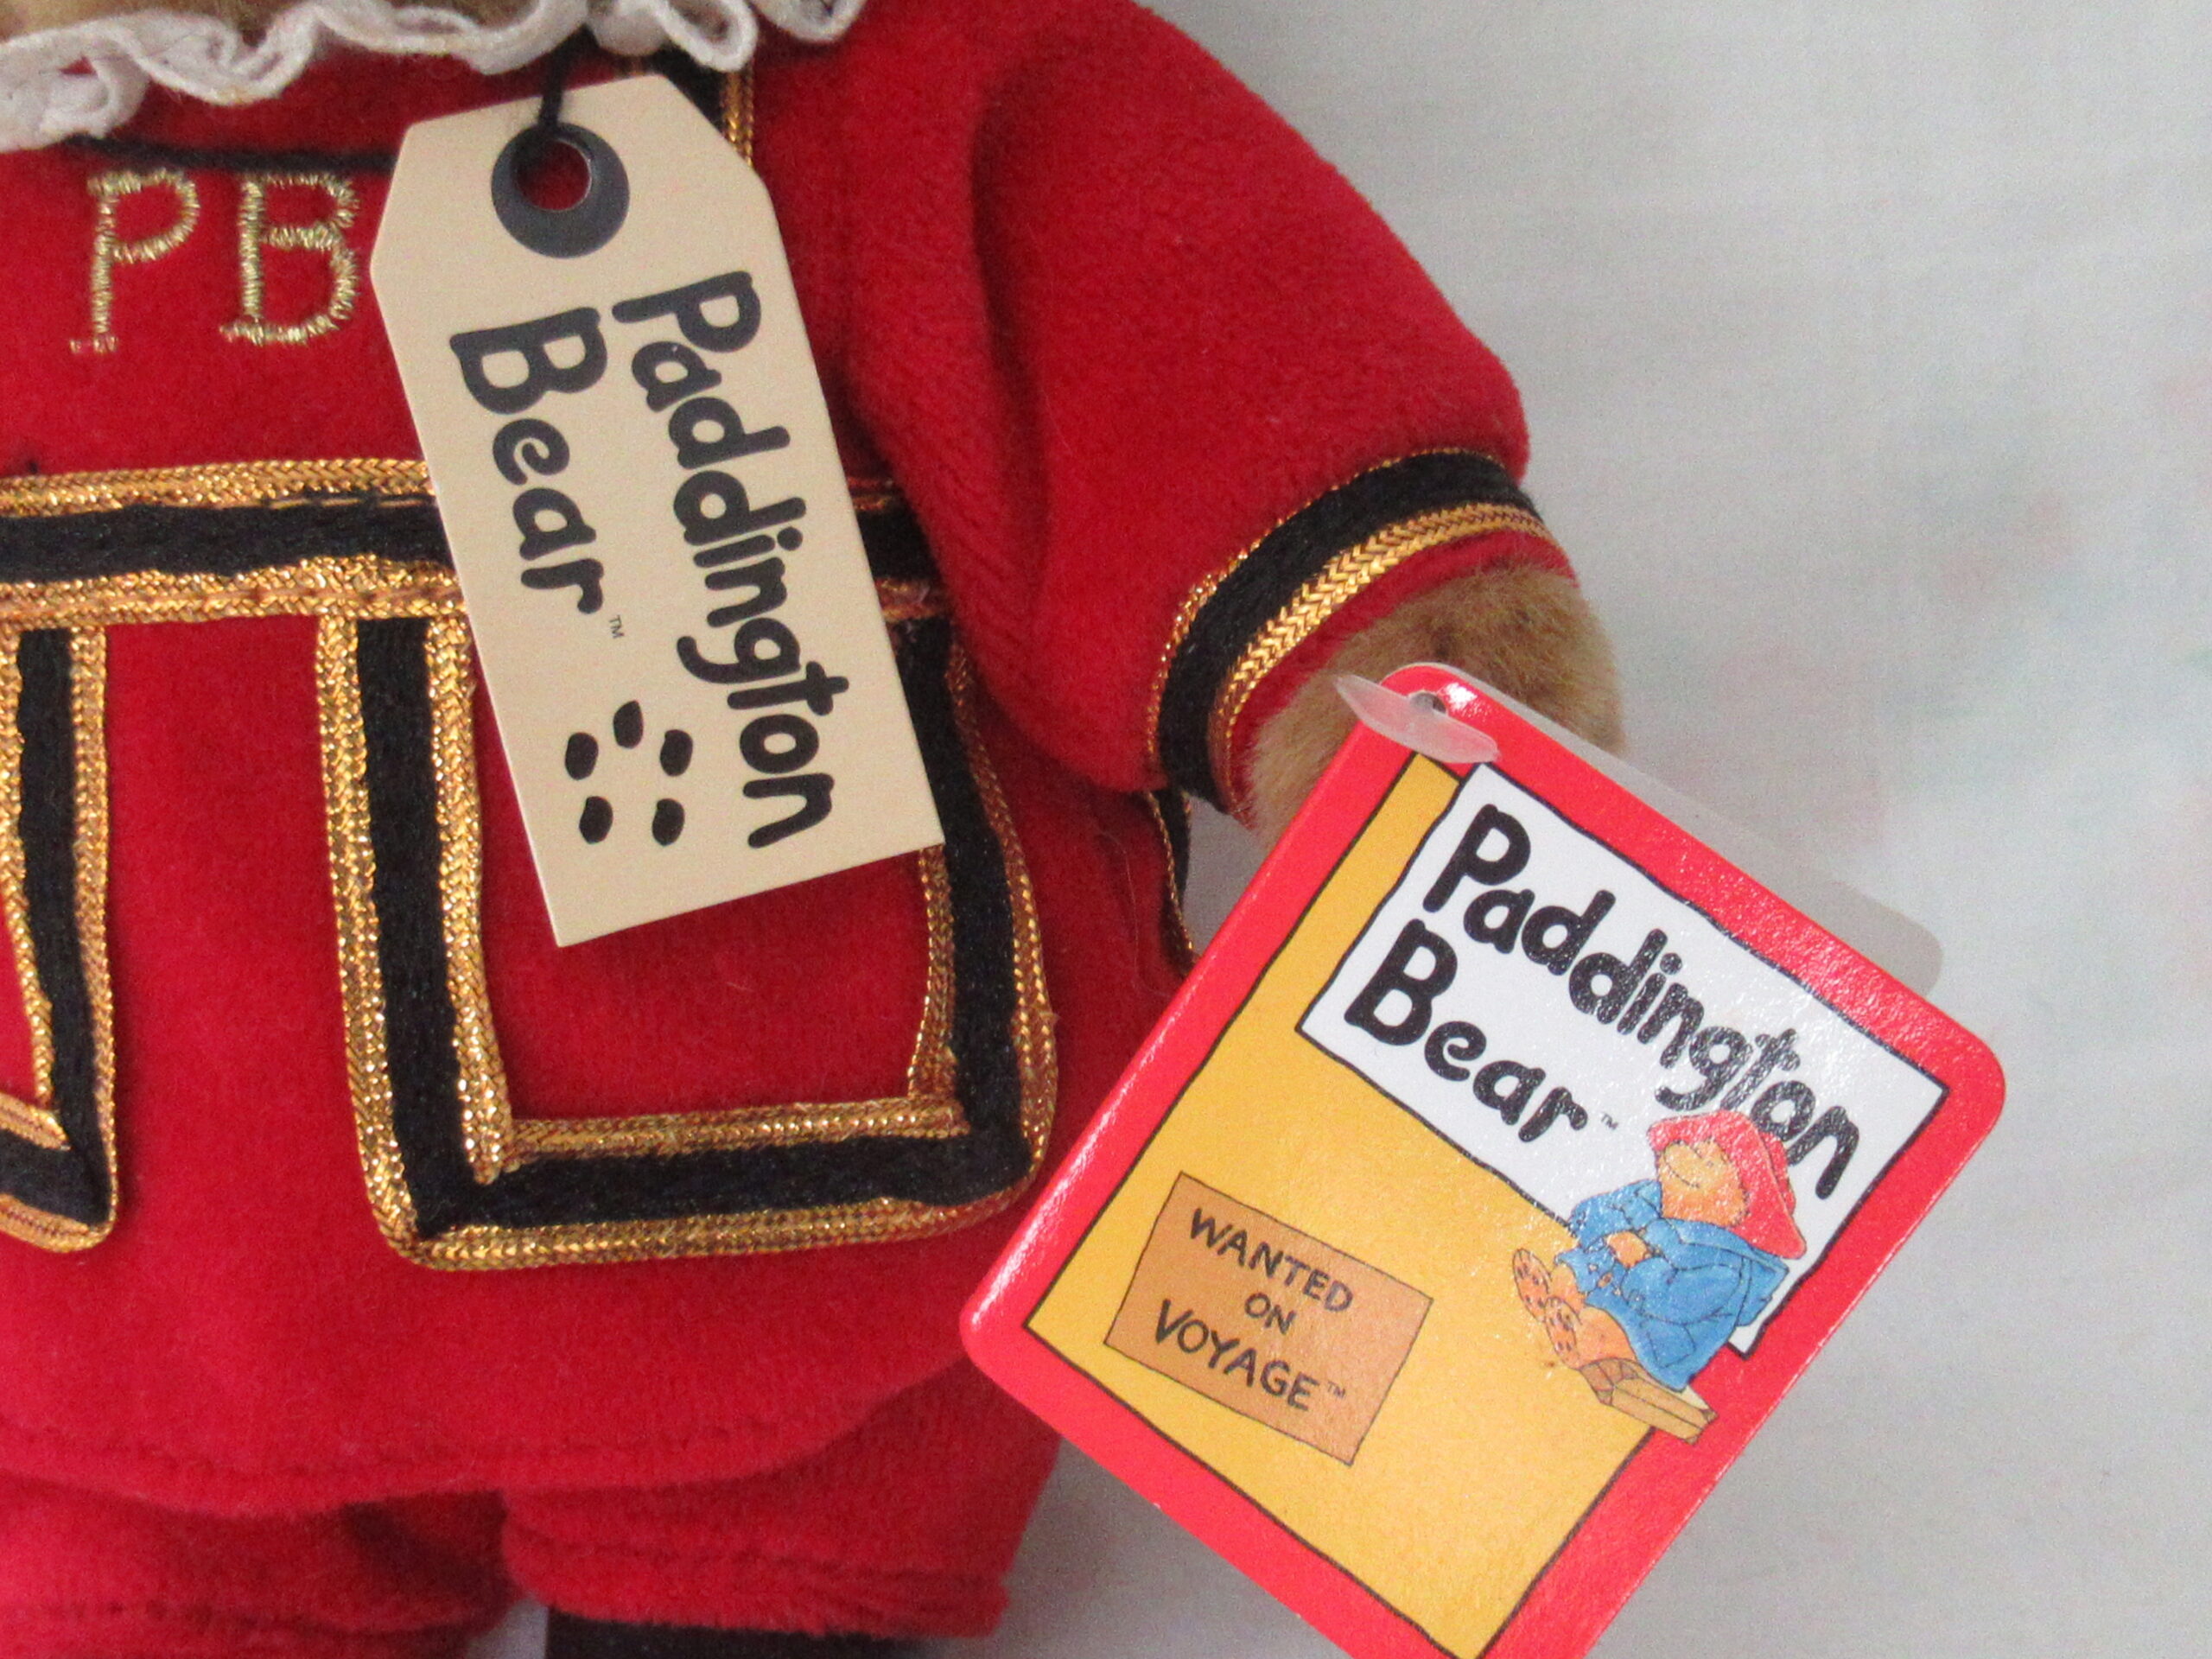 PB
Paddington
Bear™
Paddington
Bear™
WANTED
ON
VOYAGE™